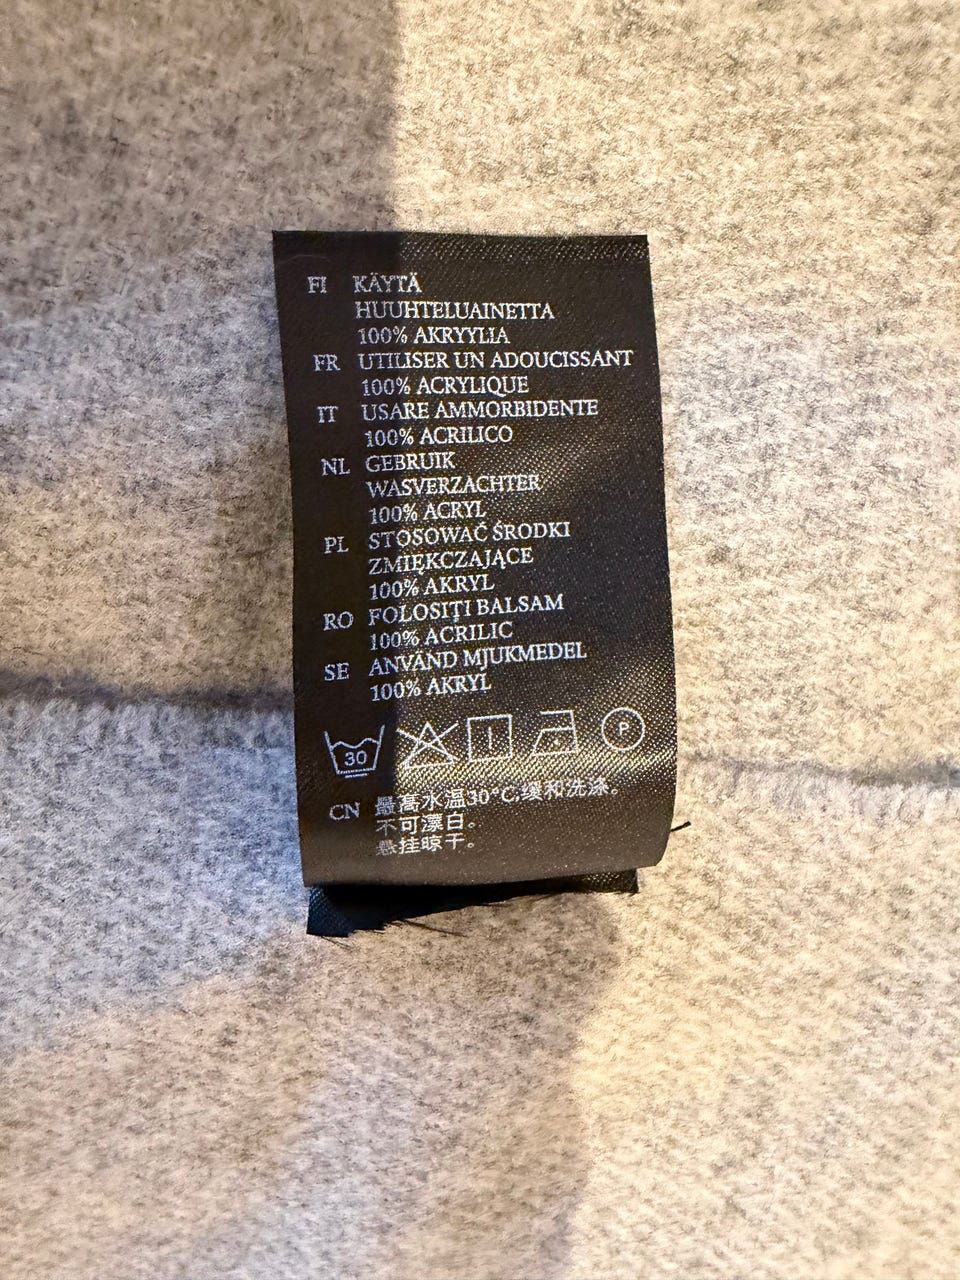 FI KÄYTÄ
HUUHTELUAINETTA
100% AKRYYLIA
FR UTILISER UN ADOUCISSANT
100% ACRYLIQUE
IT USARE AMMORBIDENTE
100% ACRILICO
NL GEBRUIK
WASVERZACHTER
100% ACRYL
PL STOSOWAĆ ŚRODKI
ZMIĘKCZAJĄCE
100% AKRYL
RO FOLOSIȚI BALSAM
100% ACRILIC
SE ANVÄND MJUKMEDEL
100% AKRYL
30 P
CN 最高水温30°C,缓和洗涤。
不可漂白。
悬挂晾干。